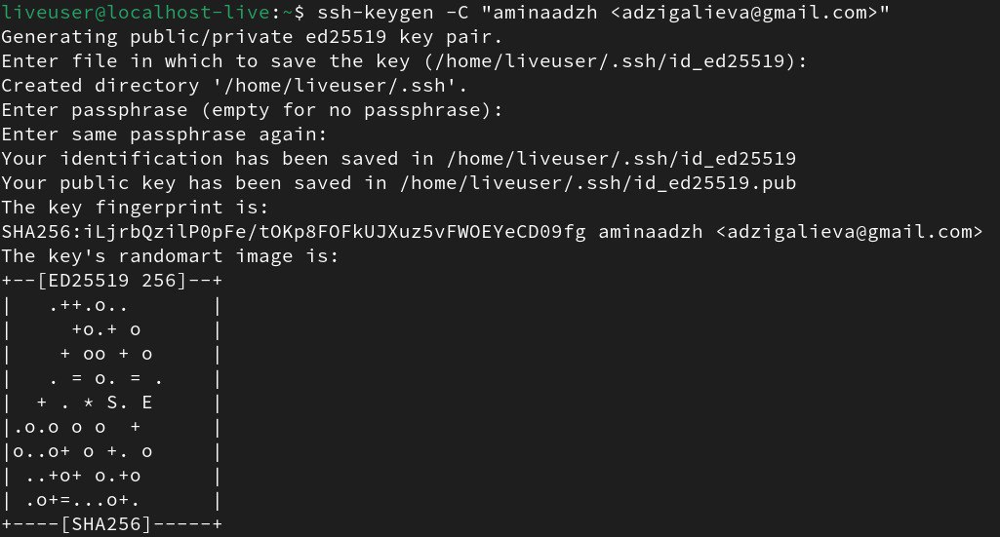 liveuser@localhost-live:~$ ssh-keygen -C "aminaadzh <adzigalieva@gmail.com>"
Generating public/private ed25519 key pair.
Enter file in which to save the key (/home/liveuser/.ssh/id_ed25519):
Created directory '/home/liveuser/.ssh'.
Enter passphrase (empty for no passphrase):
Enter same passphrase again:
Your identification has been saved in /home/liveuser/.ssh/id_ed25519
Your public key has been saved in /home/liveuser/.ssh/id_ed25519.pub
The key fingerprint is:
SHA256:iLjrbQzilP0pFe/tOKp8FOFkUJXuz5vFWOEYeCD09fg aminaadzh <adzigalieva@gmail.com>
The key's randomart image is:
+--[ED25519 256]--+
|   .++.o..       |
|     +o.+ o      |
|    + oo + o     |
|   . = o. = .    |
|  + . * S. E     |
|.o.o o o  +      |
|o..o+ o +. o     |
| ..+o+ o.+o      |
| .o+=...o+.      |
+----[SHA256]-----+